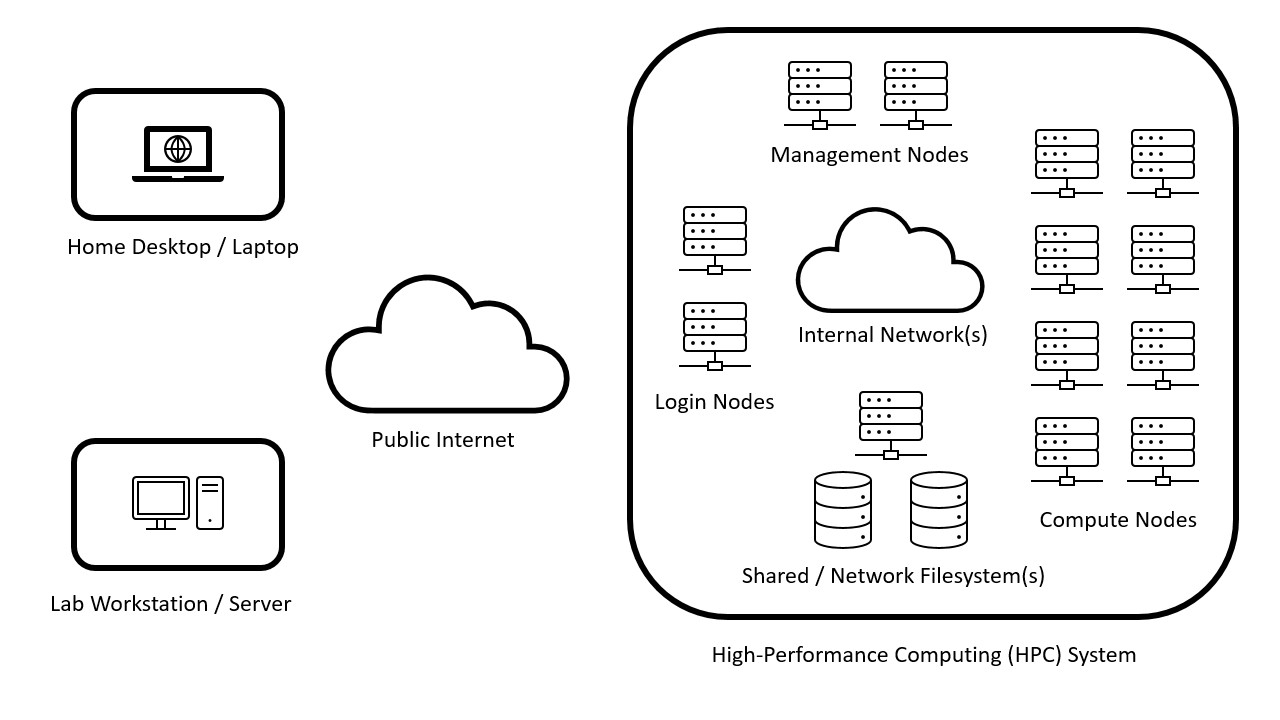 Home Desktop / Laptop
Public Internet
Lab Workstation / Server
Management Nodes
Internal Network(s)
Login Nodes
Compute Nodes
Shared / Network Filesystem(s)
High-Performance Computing (HPC) System